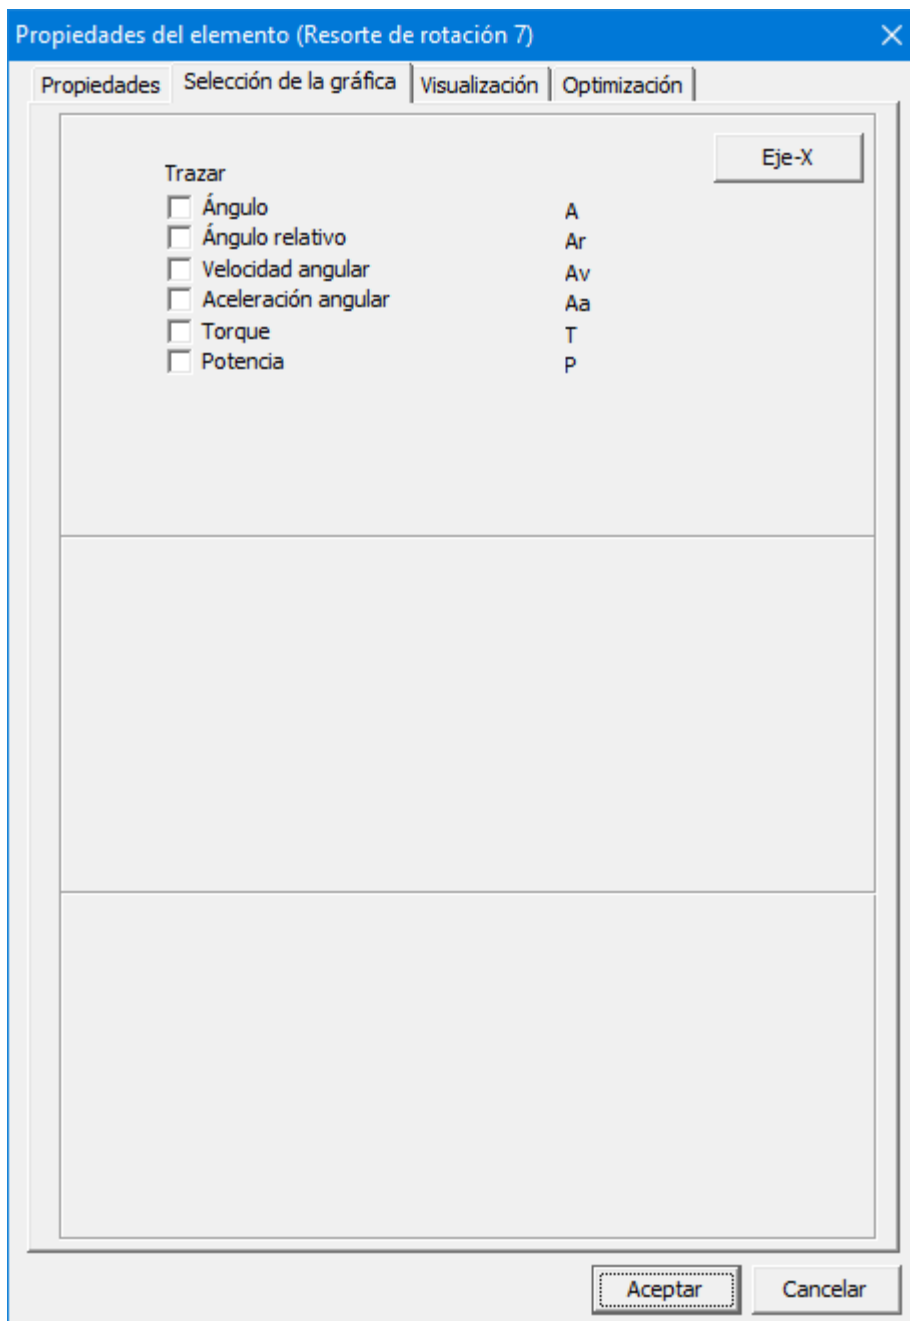 Propiedades del elemento (Resorte de rotación 7)
Propiedades Selección de la gráfica Visualización Optimización
Eje-X
Trazar
Ángulo A
Ángulo relativo Ar
Velocidad angular Av
Aceleración angular Aa
Torque T
Potencia P
Aceptar Cancelar